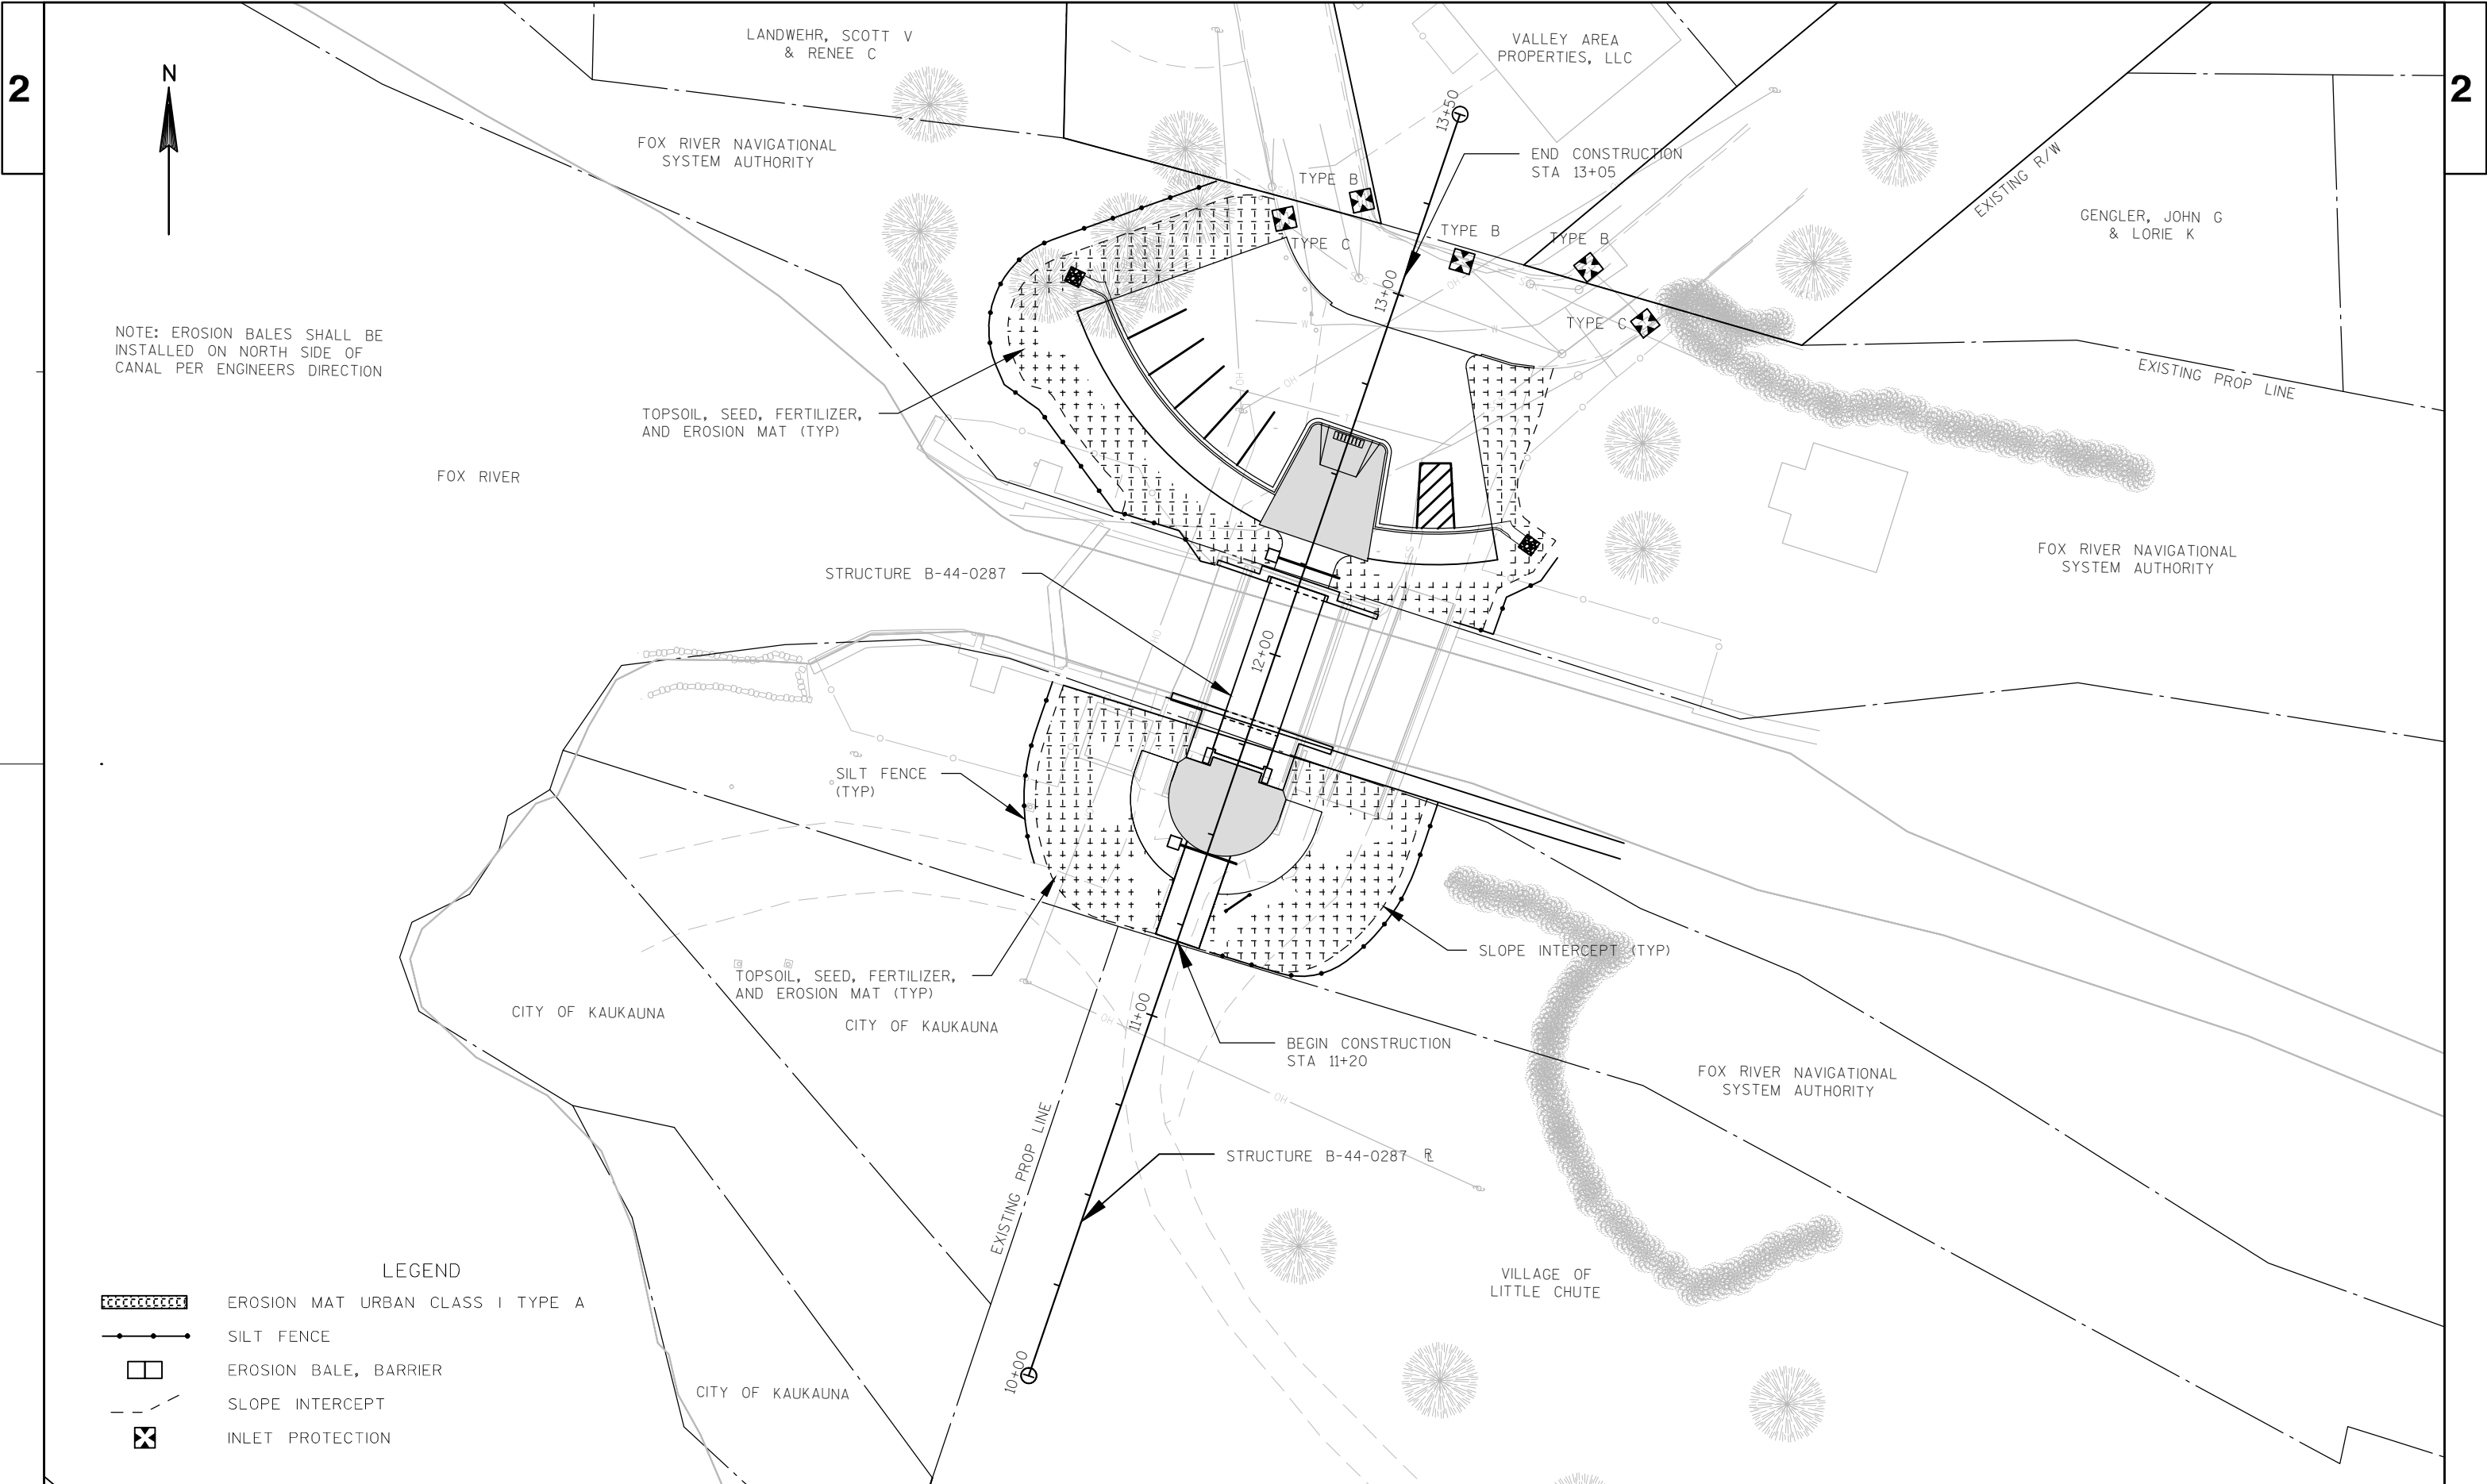 2
2
N
LANDWEHR, SCOTT V
& RENEE C
VALLEY AREA
PROPERTIES, LLC
FOX RIVER NAVIGATIONAL
SYSTEM AUTHORITY
13+50
END CONSTRUCTION
STA 13+05
EXISTING R/W
GENGLER, JOHN G
& LORIE K
TYPE B
TYPE C
TYPE B
TYPE B
TYPE C
13+00
NOTE: EROSION BALES SHALL BE
INSTALLED ON NORTH SIDE OF
CANAL PER ENGINEERS DIRECTION
EXISTING PROP LINE
TOPSOIL, SEED, FERTILIZER,
AND EROSION MAT (TYP)
FOX RIVER
FOX RIVER NAVIGATIONAL
SYSTEM AUTHORITY
STRUCTURE B-44-0287
12+00
SILT FENCE
(TYP)
SLOPE INTERCEPT (TYP)
TOPSOIL, SEED, FERTILIZER,
AND EROSION MAT (TYP)
CITY OF KAUKAUNA
CITY OF KAUKAUNA
11+00
OH
BEGIN CONSTRUCTION
STA 11+20
FOX RIVER NAVIGATIONAL
SYSTEM AUTHORITY
OH
EXISTING PROP LINE
STRUCTURE B-44-0287 RL
VILLAGE OF
LITTLE CHUTE
10+00
CITY OF KAUKAUNA
LEGEND
EROSION MAT URBAN CLASS I TYPE A
SILT FENCE
EROSION BALE, BARRIER
SLOPE INTERCEPT
INLET PROTECTION